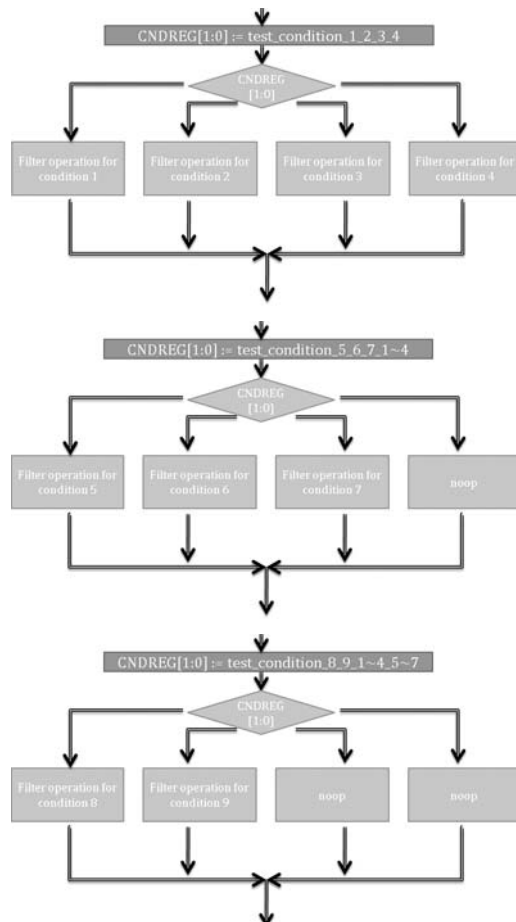 CNDREG[1:0] := test_condition_1_2_3_4
CNDREG
[1:0]
Filter operation for
condition 1
Filter operation for
condition 2
Filter operation for
condition 3
Filter operation for
condition 4
CNDREG[1:0] := test_condition_5_6_7_1~4
CNDREG
[1:0]
Filter operation for
condition 5
Filter operation for
condition 6
Filter operation for
condition 7
noop
CNDREG[1:0] := test_condition_8_9_1~4_5~7
CNDREG
[1:0]
Filter operation for
condition 8
Filter operation for
condition 9
noop
noop